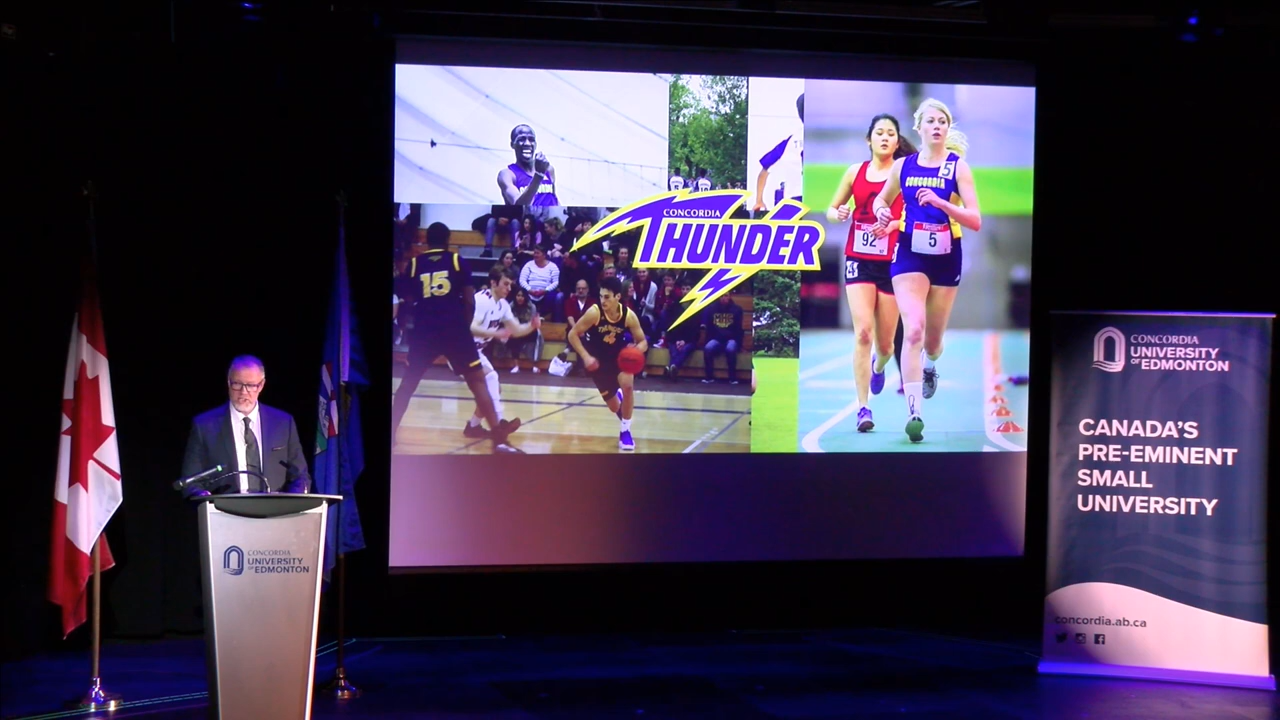 CONCORDIA
THUNDER
15
CONCORDIA
5
92
5
4
CONCORDIA
UNIVERSITY
OF EDMONTON
CONCORDIA
UNIVERSITY
OF EDMONTON
CANADA'S
PRE-EMINENT
SMALL
UNIVERSITY
concordia.ab.ca